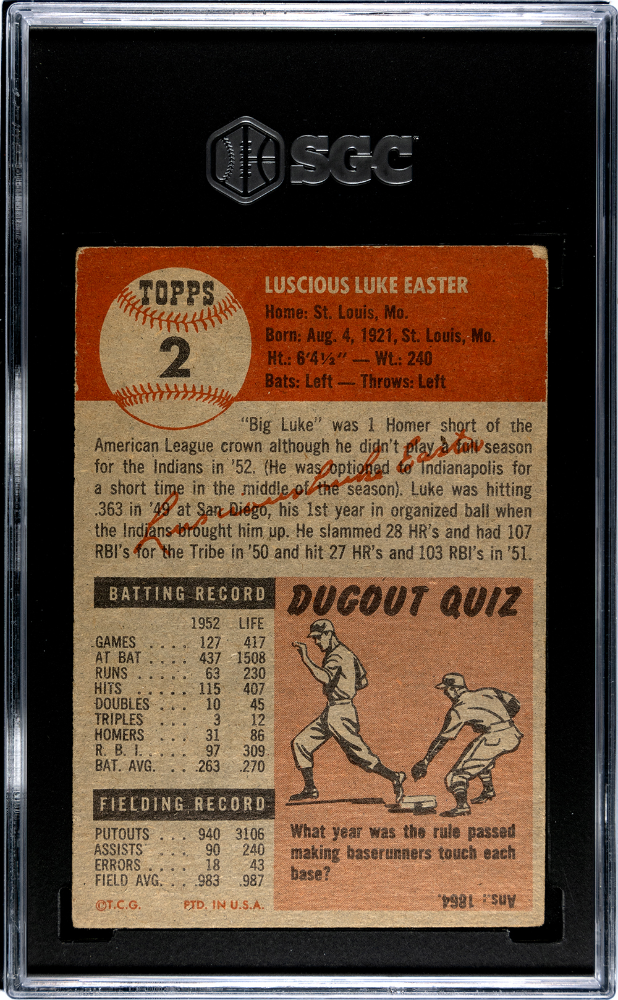 SGC
TOPPS
2
LUSCIOUS LUKE EASTER
Home: St. Louis, Mo.
Born: Aug. 4, 1921, St. Louis, Mo.
Ht.: 6'4½" — Wt.: 240
Bats: Left — Throws: Left
"Big Luke" was 1 Homer short of the
American League crown although he didn't play a full season
for the Indians in '52. (He was optioned to Indianapolis for
a short time in the middle of the season). Luke was hitting
.363 in '49 at San Diego, his 1st year in organized ball when
the Indians brought him up. He slammed 28 HR's and had 107
RBI's for the Tribe in '50 and hit 27 HR's and 103 RBI's in '51.
Luscious Luke Easter
BATTING RECORD
1952 LIFE
GAMES .... 127 417
AT BAT .... 437 1508
RUNS ..... 63 230
HITS ..... 115 407
DOUBLES ... 10 45
TRIPLES .... 3 12
HOMERS ... 31 86
R. B. I. .... 97 309
BAT. AVG. ... .263 .270
FIELDING RECORD
PUTOUTS ... 940 3106
ASSISTS .... 90 240
ERRORS .... 18 43
FIELD AVG. .. .983 .987
©T.C.G. PTD. IN U.S.A.
DUGOUT QUIZ
What year was the rule passed
making baserunners touch each
base?
Ans.: 1864.